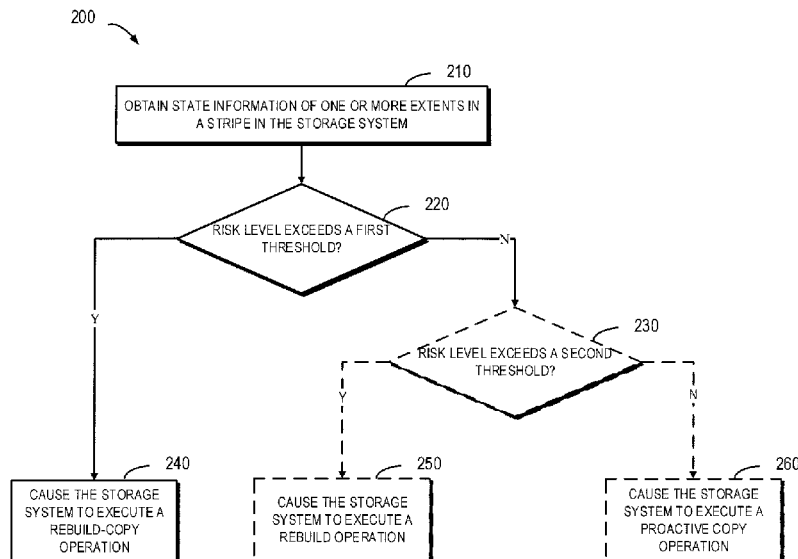 200
210
OBTAIN STATE INFORMATION OF ONE OR MORE EXTENTS IN
A STRIPE IN THE STORAGE SYSTEM
220
RISK LEVEL EXCEEDS A FIRST
THRESHOLD?
N
Y
230
RISK LEVEL EXCEEDS A SECOND
THRESHOLD?
Y
N
240
CAUSE THE STORAGE
SYSTEM TO EXECUTE A
REBUILD-COPY
OPERATION
250
CAUSE THE STORAGE
SYSTEM TO EXECUTE A
REBUILD OPERATION
260
CAUSE THE STORAGE
SYSTEM TO EXECUTE A
PROACTIVE COPY
OPERATION